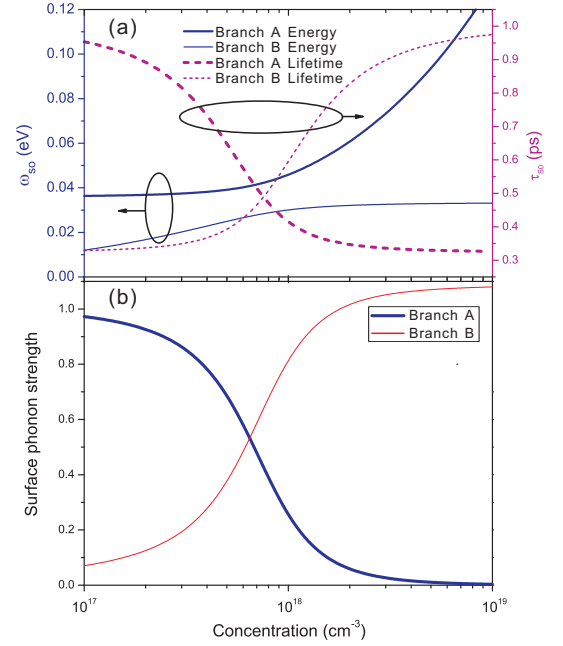 (a)
Branch A Energy
Branch B Energy
Branch A Lifetime
Branch B Lifetime
0.12
0.10
0.08
0.06
0.04
0.02
0.00
ω_so (eV)
1.0
0.9
0.8
0.7
0.6
0.5
0.4
0.3
τ_so (ps)
(b)
Branch A
Branch B
1.0
0.8
0.6
0.4
0.2
0.0
Surface phonon strength
10^17 10^18 10^19
Concentration (cm^-3)